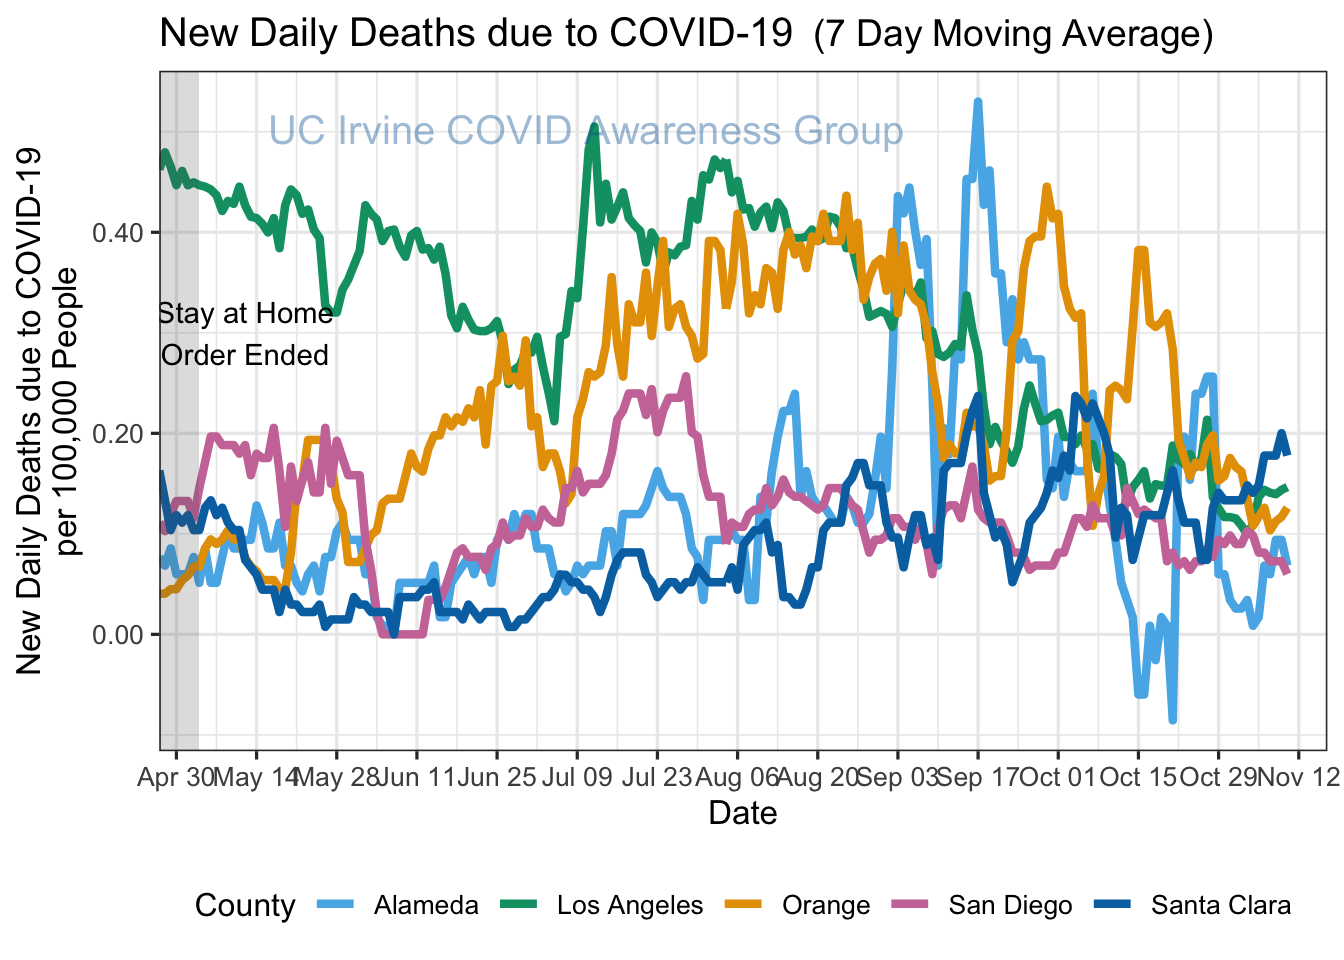 New Daily Deaths due to COVID-19 (7 Day Moving Average)
UC Irvine COVID Awareness Group
New Daily Deaths due to COVID-19
per 100,000 People
0.40
0.20
0.00
Stay at Home
Order Ended
Apr 30 May 14 May 28 Jun 11 Jun 25 Jul 09 Jul 23 Aug 06 Aug 20 Sep 03 Sep 17 Oct 01 Oct 15 Oct 29 Nov 12
Date
County Alameda Los Angeles Orange San Diego Santa Clara